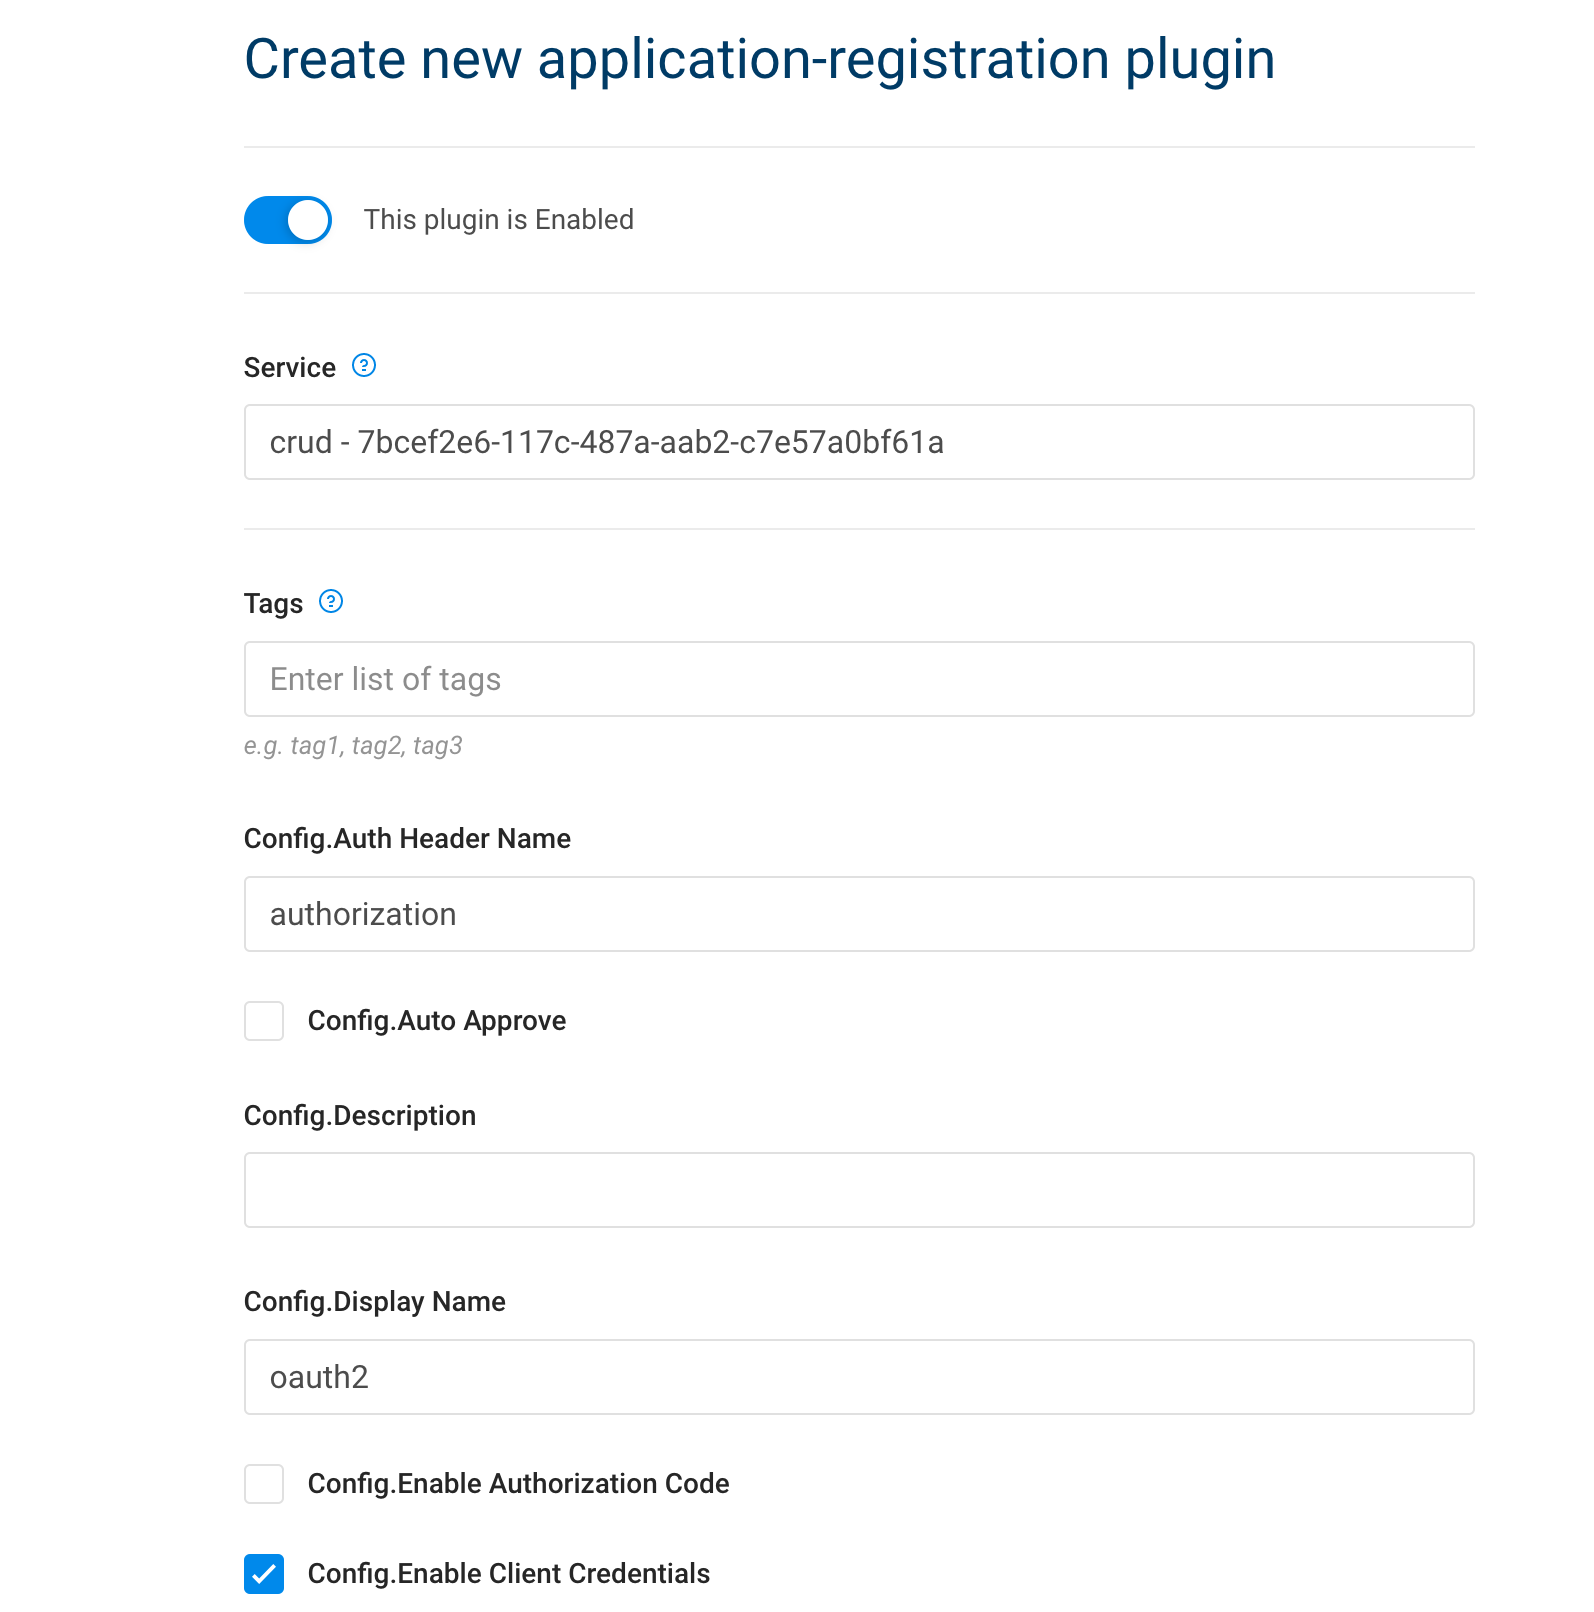 Create new application-registration plugin
This plugin is Enabled
Service
crud - 7bcef2e6-117c-487a-aab2-c7e57a0bf61a
Tags
Enter list of tags
e.g. tag1, tag2, tag3
Config.Auth Header Name
authorization
Config.Auto Approve
Config.Description
Config.Display Name
oauth2
Config.Enable Authorization Code
Config.Enable Client Credentials